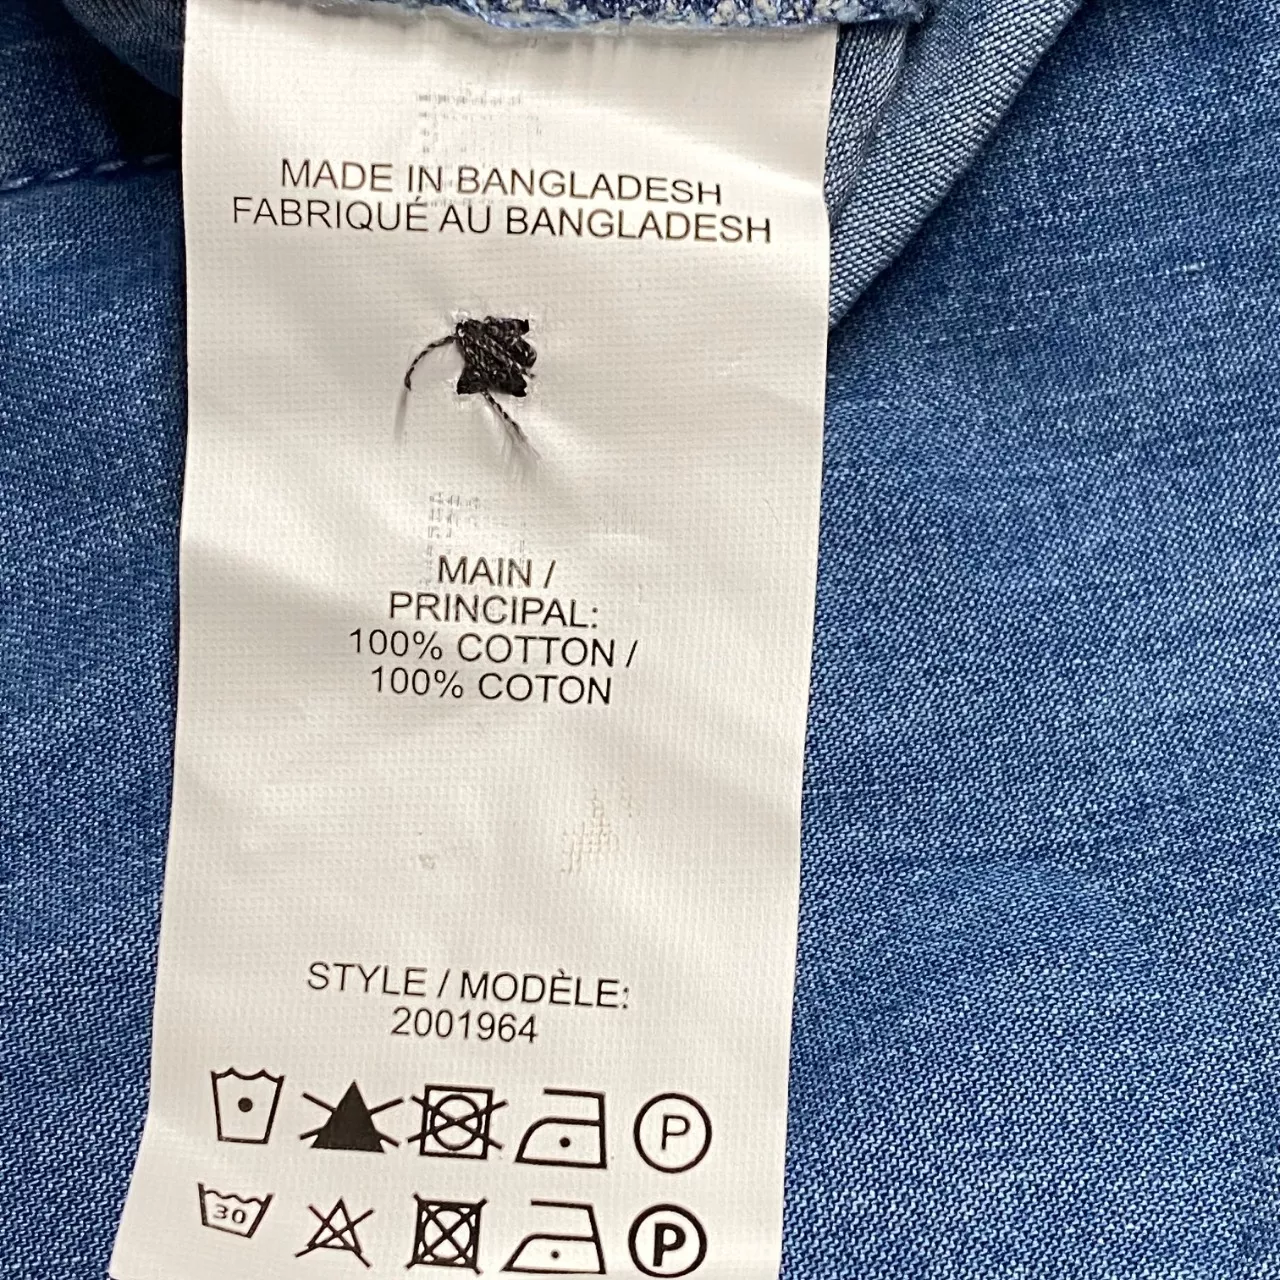 MADE IN BANGLADESH
FABRIQUÉ AU BANGLADESH
MAIN /
PRINCIPAL:
100% COTTON /
100% COTON
STYLE / MODÈLE:
2001964
P
30 P